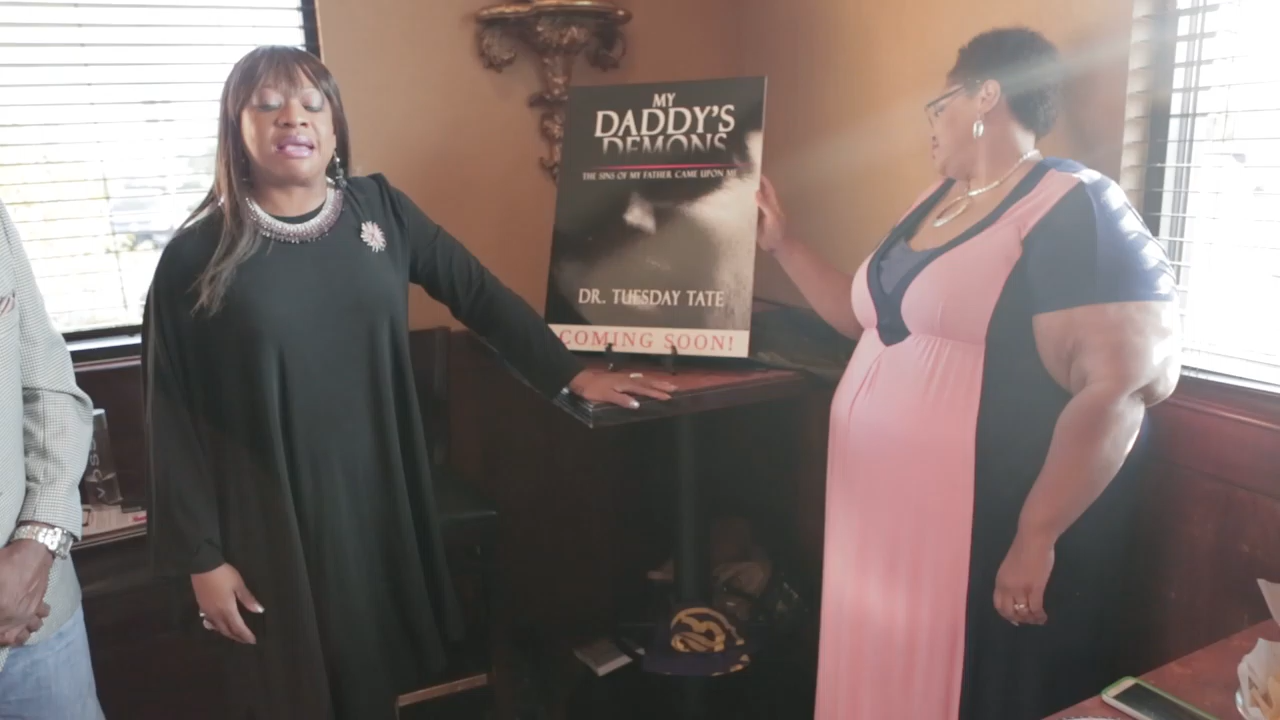 MY
DADDY'S
DEMONS
THE SINS OF MY FATHER CAME UPON ME
DR. TUESDAY TATE
COMING SOON!